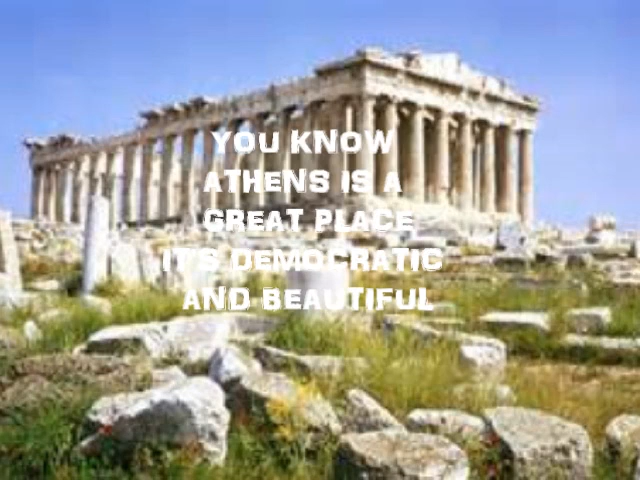 YOU KNOW
ATHENS IS A
GREAT PLACE
IT'S DEMOCRATIC
AND BEAUTIFUL